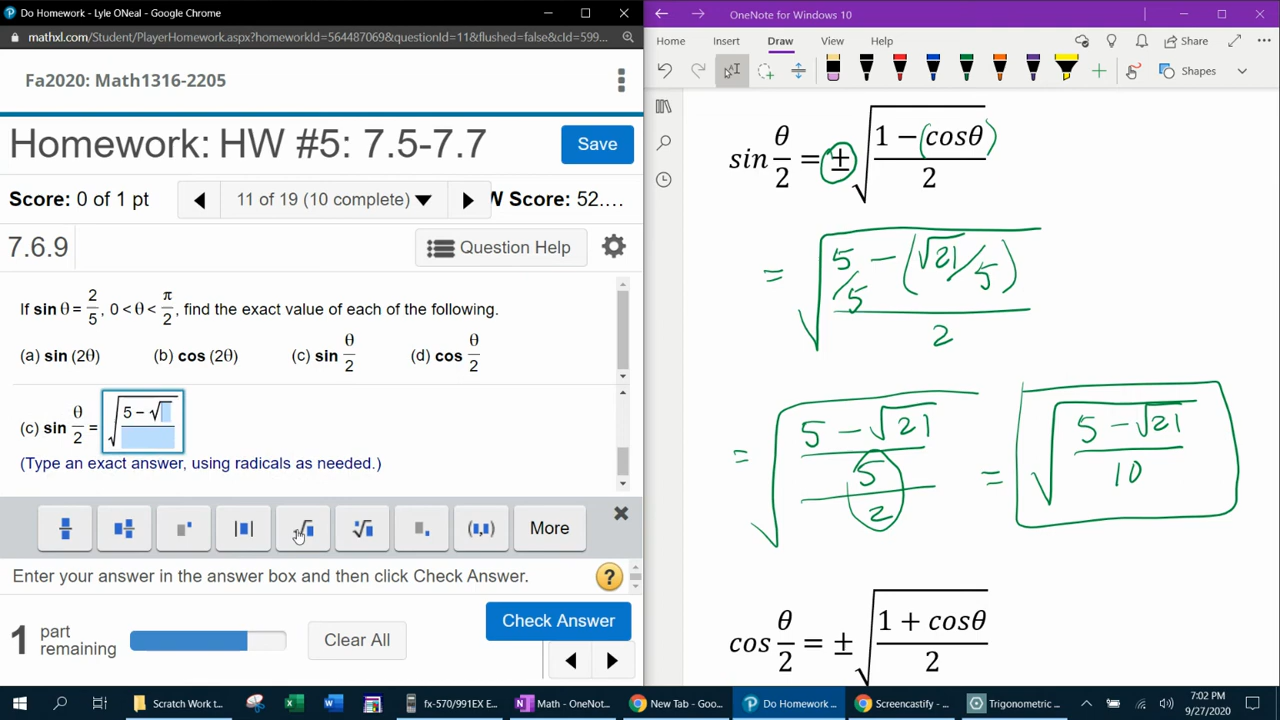 Do Homework - Lyle ONeal - Google Chrome
mathxl.com/Student/PlayerHomework.aspx?homeworkId=564487069&questionId=11&flushed=false&cId=599...
Fa2020: Math1316-2205
Homework: HW #5: 7.5-7.7
Save
Score: 0 of 1 pt
11 of 19 (10 complete)
W Score: 52....
7.6.9
Question Help
If sin θ = 2/5, 0 < θ < π/2, find the exact value of each of the following.
(a) sin (2θ) (b) cos (2θ) (c) sin θ/2 (d) cos θ/2
(c) sin θ/2 = √((5 − √ )/ )
(Type an exact answer, using radicals as needed.)
(,)
More
Enter your answer in the answer box and then click Check Answer.
?
1 part remaining
Clear All
Check Answer
OneNote for Windows 10
Home Insert Draw View Help
Share
Shapes
sin θ/2 = ± √((1 − (cosθ))/2)
= √((5/5 − (√21/5))/2)
= √(((5 − √21)/5)/2) = √((5 − √21)/10)
cos θ/2 = ± √((1 + cosθ)/2)
Scratch Work t...
fx-570/991EX E...
Math - OneNot...
New Tab - Goo...
Do Homework ...
Screencastify - ...
Trigonometric ...
7:02 PM
9/27/2020